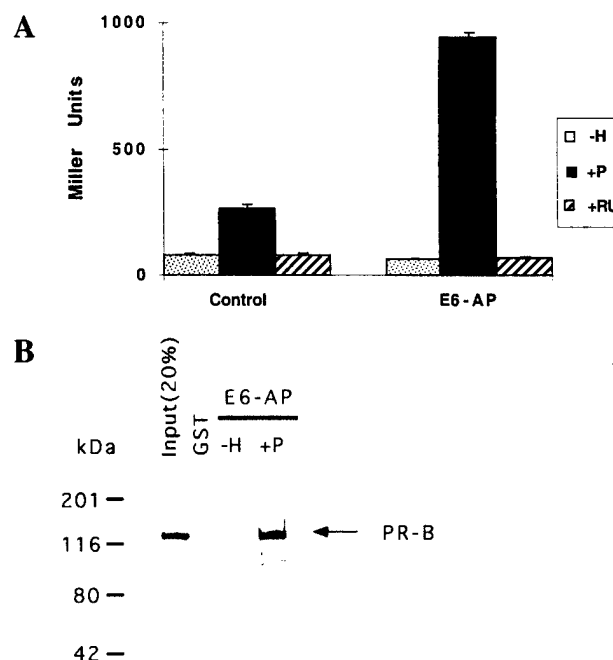 A
1000
500
0
Miller Units
Control
E6-AP
-H
+P
+RU
B
Input(20%)
GST
E6-AP
-H +P
kDa
201
116
80
42
PR-B